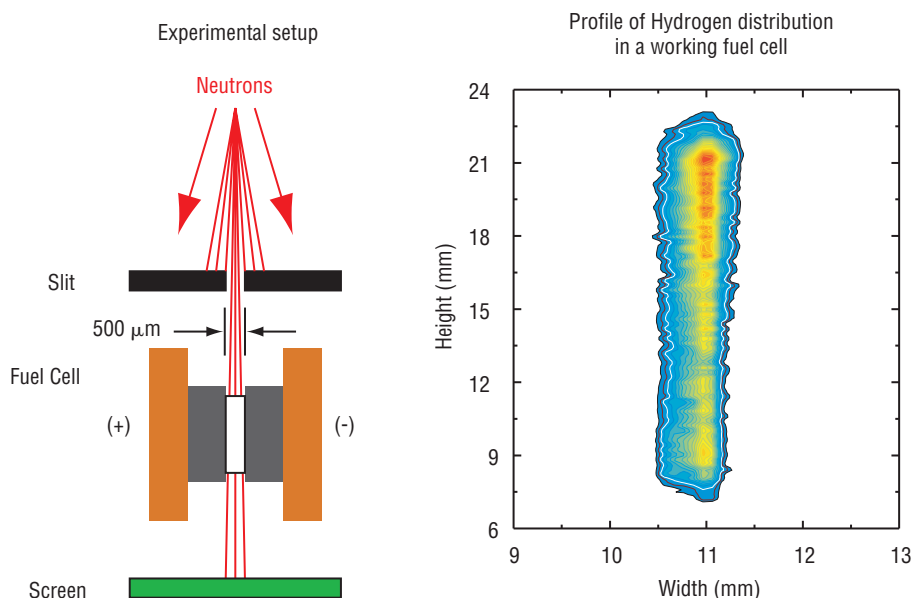 Experimental setup
Neutrons
Slit
500 μm
Fuel Cell
(+)
(-)
Screen
Profile of Hydrogen distribution
in a working fuel cell
24
21
18
15
12
9
6
Height (mm)
9
10
11
12
13
Width (mm)